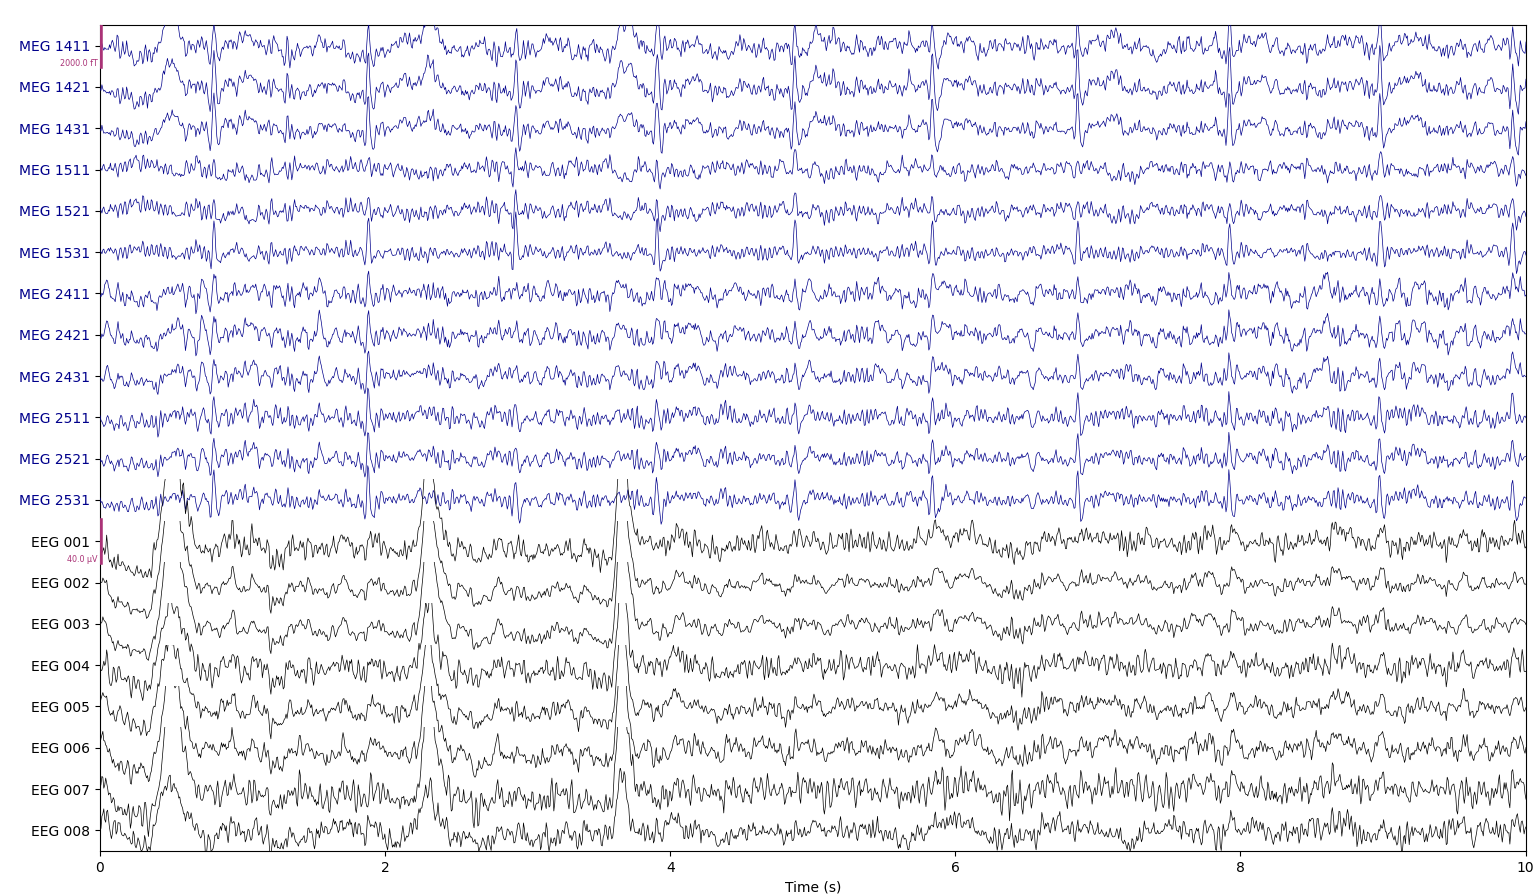 MEG 1411
2000.0 fT
MEG 1421
MEG 1431
MEG 1511
MEG 1521
MEG 1531
MEG 2411
MEG 2421
MEG 2431
MEG 2511
MEG 2521
MEG 2531
EEG 001
40.0 µV
EEG 002
EEG 003
EEG 004
EEG 005
EEG 006
EEG 007
EEG 008
0 2 4 6 8 10
Time (s)